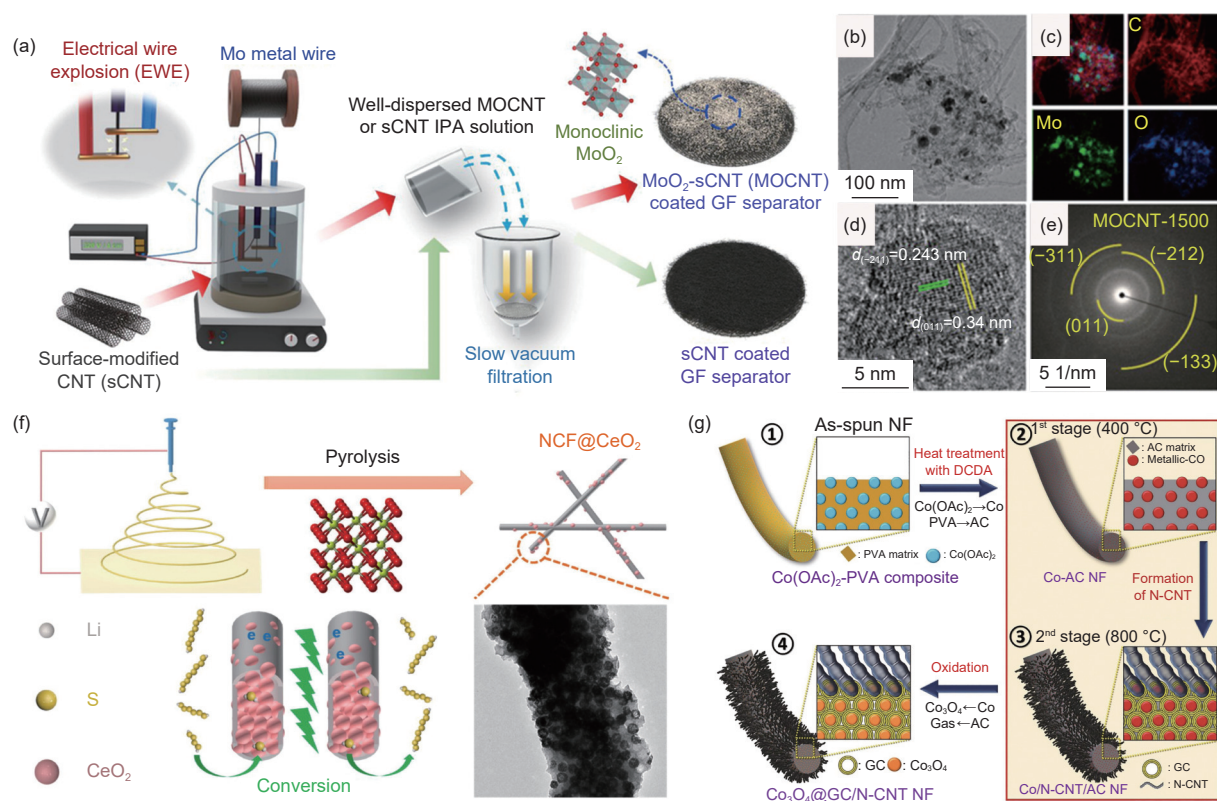 (a)
Electrical wire
explosion (EWE)
Mo metal wire
Surface-modified
CNT (sCNT)
Well-dispersed MOCNT
or sCNT IPA solution
Slow vacuum
filtration
Monoclinic
MoO₂
MoO₂-sCNT (MOCNT)
coated GF separator
sCNT coated
GF separator
(b)
100 nm
(c)
C
Mo
O
(d)
d(−211)=0.243 nm
d(011)=0.34 nm
5 nm
(e)
MOCNT-1500
(−311)
(−212)
(011)
(−133)
5 1/nm
(f)
V
Pyrolysis
NCF@CeO₂
Li
S
CeO₂
e
e
e
e
Conversion
(g)
①
As-spun NF
: PVA matrix
: Co(OAc)₂
Co(OAc)₂-PVA composite
Heat treatment
with DCDA
Co(OAc)₂→Co
PVA→AC
②
1st stage (400 °C)
: AC matrix
: Metallic-CO
Co-AC NF
Formation
of N-CNT
③
2nd stage (800 °C)
: GC
: N-CNT
Co/N-CNT/AC NF
Oxidation
Co₃O₄←Co
Gas←AC
④
: GC
: Co₃O₄
Co₃O₄@GC/N-CNT NF